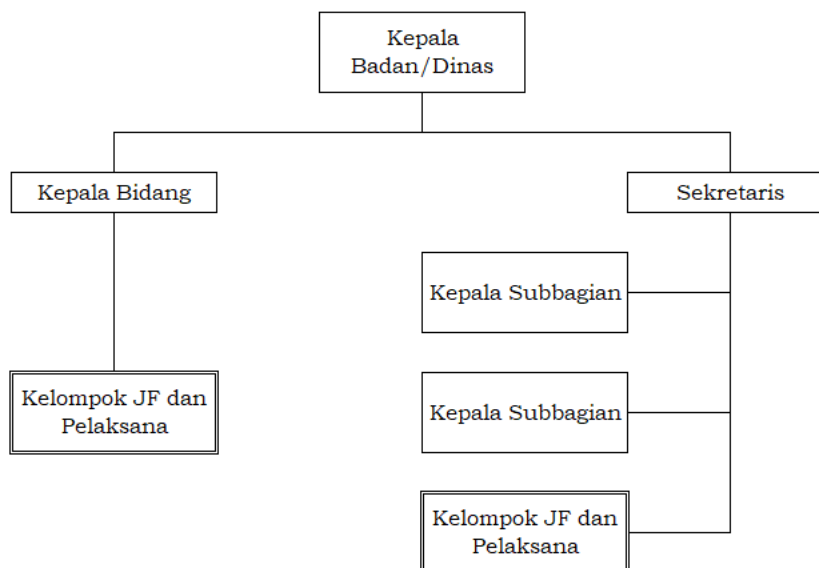 Kepala
Badan/Dinas
Kepala Bidang
Sekretaris
Kepala Subbagian
Kelompok JF dan
Pelaksana
Kepala Subbagian
Kelompok JF dan
Pelaksana